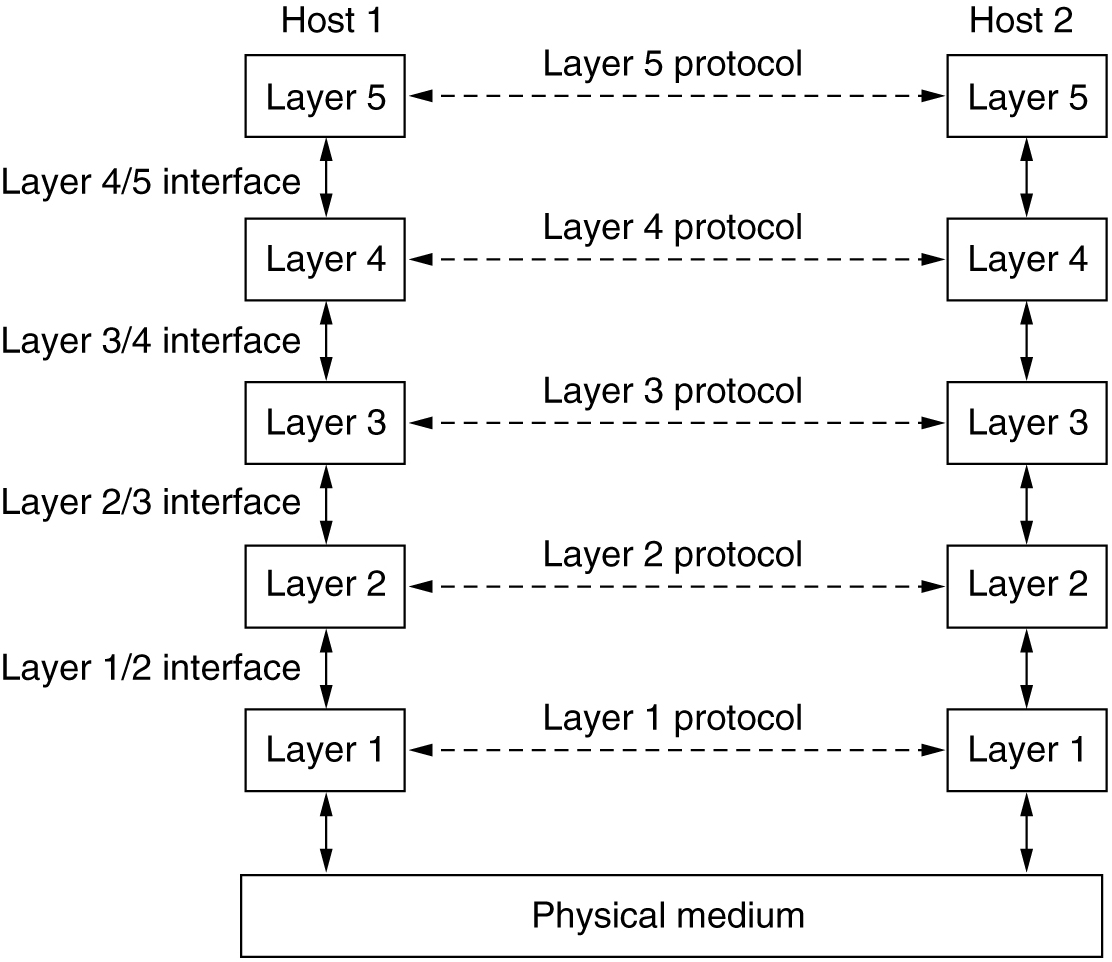 Host 1
Host 2
Layer 5 protocol
Layer 5
Layer 5
Layer 4/5 interface
Layer 4 protocol
Layer 4
Layer 4
Layer 3/4 interface
Layer 3 protocol
Layer 3
Layer 3
Layer 2/3 interface
Layer 2 protocol
Layer 2
Layer 2
Layer 1/2 interface
Layer 1 protocol
Layer 1
Layer 1
Physical medium